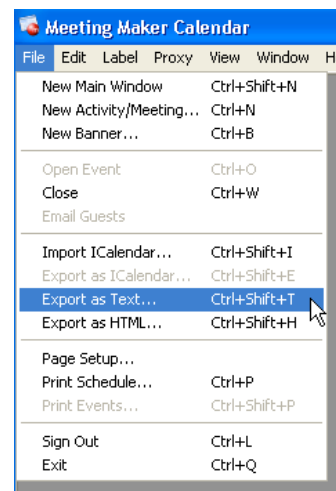 Meeting Maker Calendar
File Edit Label Proxy View Window H
New Main Window Ctrl+Shift+N
New Activity/Meeting... Ctrl+N
New Banner... Ctrl+B
Open Event Ctrl+O
Close Ctrl+W
Email Guests
Import ICalendar... Ctrl+Shift+I
Export as ICalendar... Ctrl+Shift+E
Export as Text... Ctrl+Shift+T
Export as HTML... Ctrl+Shift+H
Page Setup...
Print Schedule... Ctrl+P
Print Events... Ctrl+Shift+P
Sign Out Ctrl+L
Exit Ctrl+Q